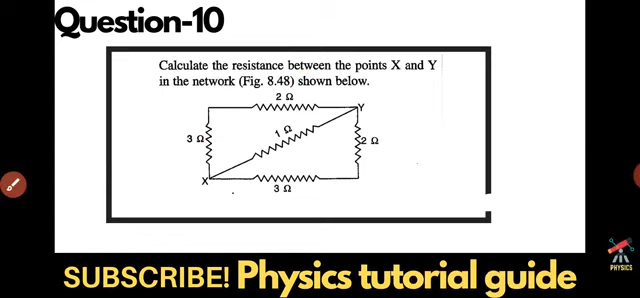 Question-10
Calculate the resistance between the points X and Y
in the network (Fig. 8.48) shown below.
2 Ω
Y
3 Ω
1 Ω
2 Ω
X
3 Ω
PHYSICS
SUBSCRIBE! Physics tutorial guide